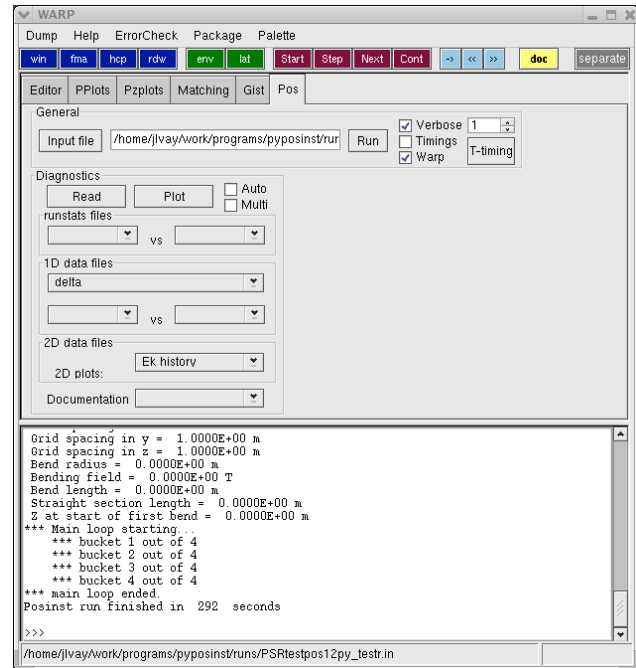 WARP
Dump Help ErrorCheck Package Palette
win fma hcp rdw env lat Start Step Next Cont -> << >> doc separate
Editor PPlots Pzplots Matching Gist Pos
General
Input file /home/jlvay/work/programs/pyposinst/rur Run
Verbose 1
Timings
Warp
T-timing
Diagnostics
Read Plot
Auto
Multi
runstats files
vs
1D data files
delta
vs
2D data files
2D plots: Ek history
Documentation
Grid spacing in y = 1.0000E+00 m
Grid spacing in z = 1.0000E+00 m
Bend radius = 0.0000E+00 m
Bending field = 0.0000E+00 T
Bend length = 0.0000E+00 m
Straight section length = 0.0000E+00 m
Z at start of first bend = 0.0000E+00 m
*** Main loop starting...
*** bucket 1 out of 4
*** bucket 2 out of 4
*** bucket 3 out of 4
*** bucket 4 out of 4
*** main loop ended.
Posinst run finished in 292 seconds
>>>
/home/jlvay/work/programs/pyposinst/runs/PSRtestpos12py_testr.in